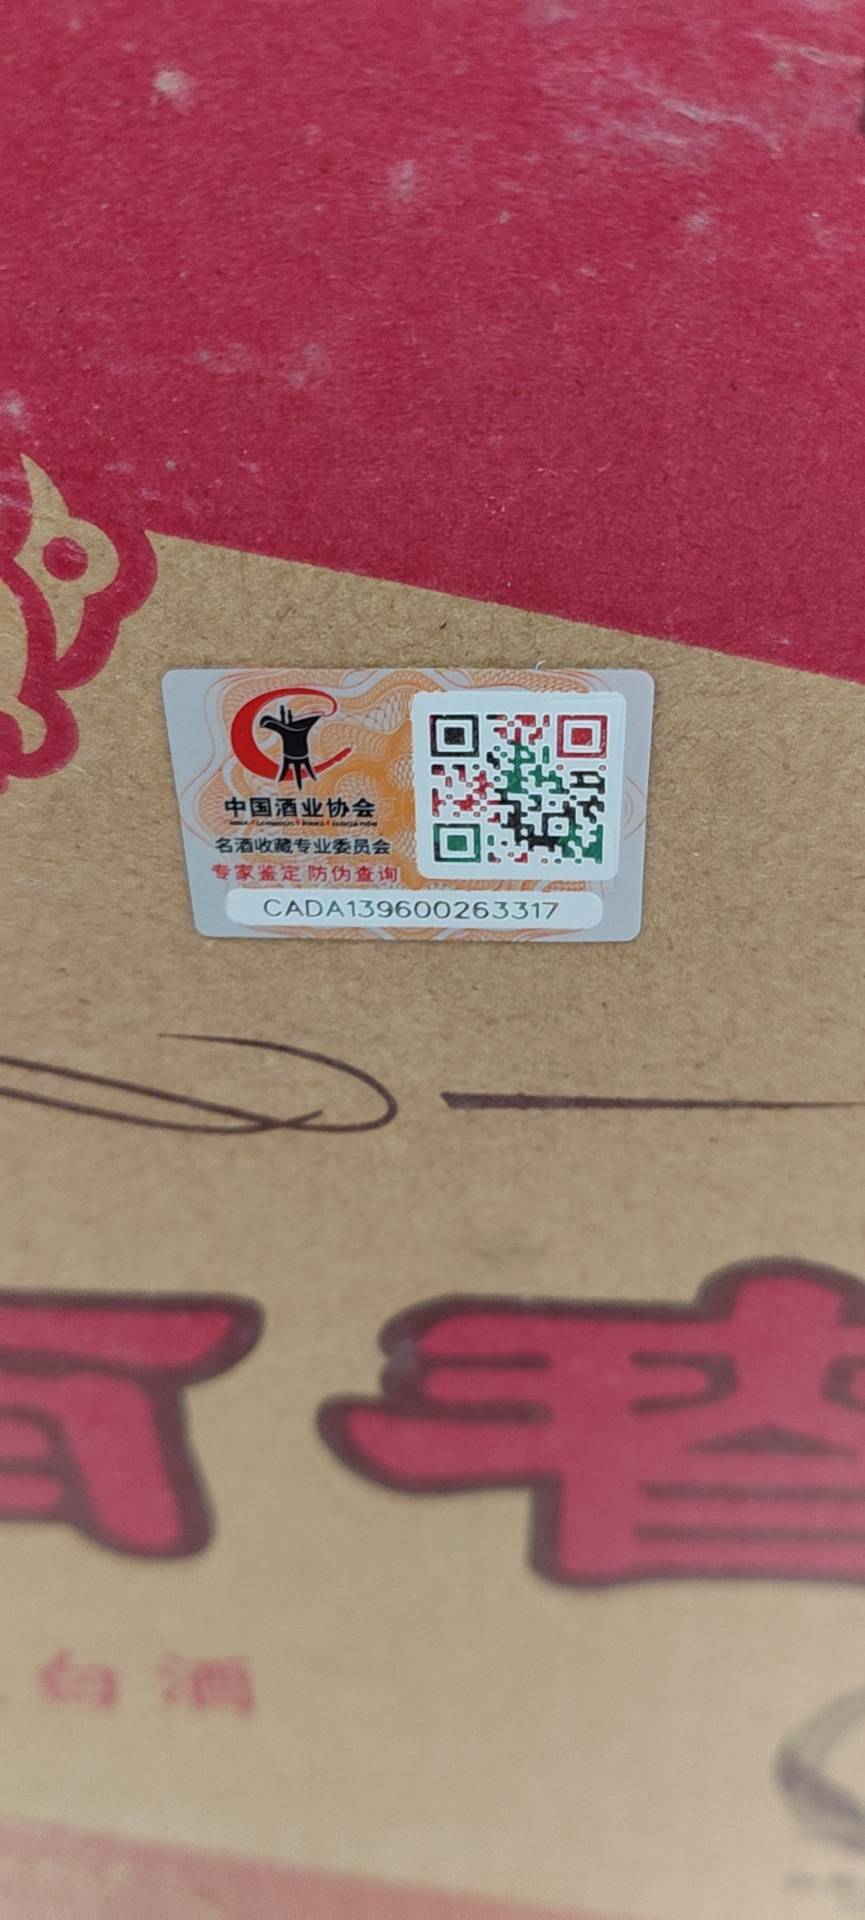 中国酒业协会
名酒收藏专业委员会
专家鉴定 防伪查询
CADA139600263317
白酒